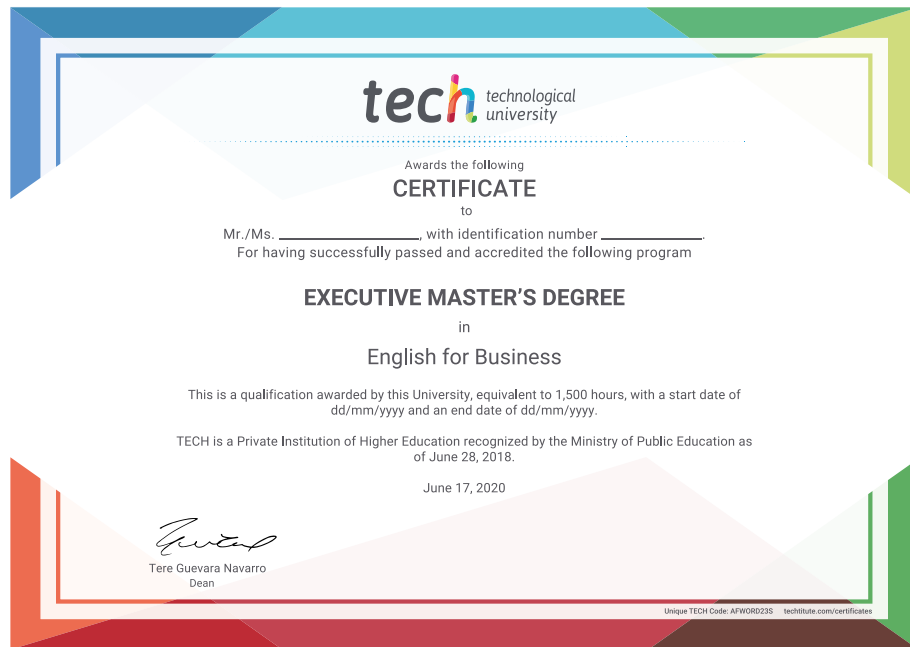 tech technological
university
Awards the following
CERTIFICATE
to
Mr./Ms. ________________, with identification number ___________.
For having successfully passed and accredited the following program
EXECUTIVE MASTER'S DEGREE
in
English for Business
This is a qualification awarded by this University, equivalent to 1,500 hours, with a start date of
dd/mm/yyyy and an end date of dd/mm/yyyy.
TECH is a Private Institution of Higher Education recognized by the Ministry of Public Education as
of June 28, 2018.
June 17, 2020
Tere Guevara Navarro
Dean
Unique TECH Code: AFWORD23S techtitute.com/certificates